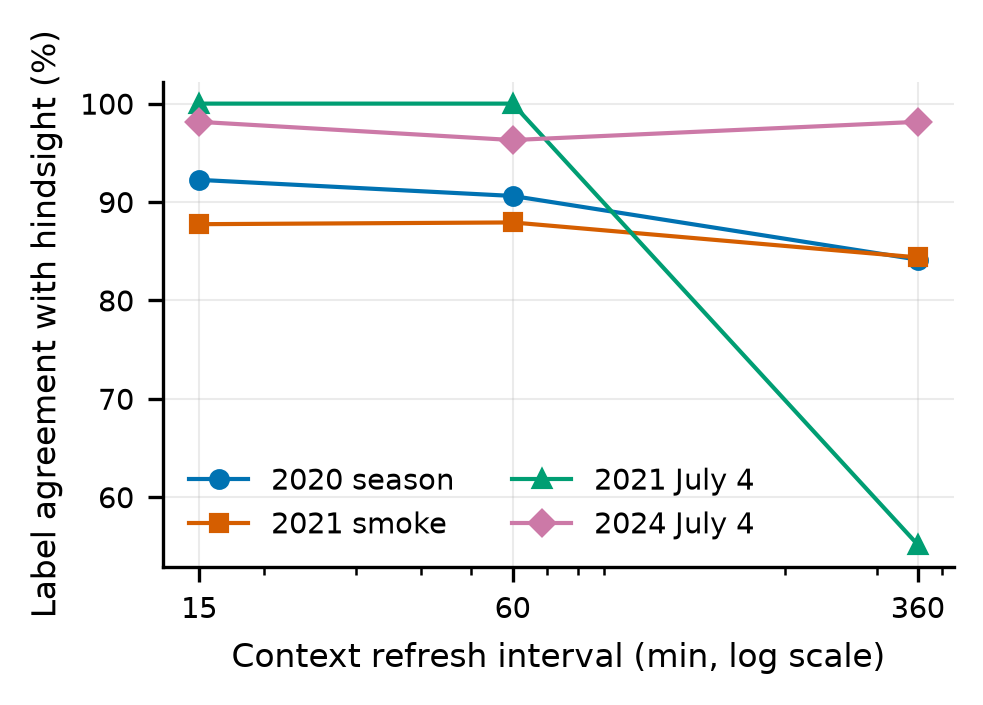 Label agreement with hindsight (%)
100
90
80
70
60
2020 season
2021 smoke
2021 July 4
2024 July 4
15
60
360
Context refresh interval (min, log scale)